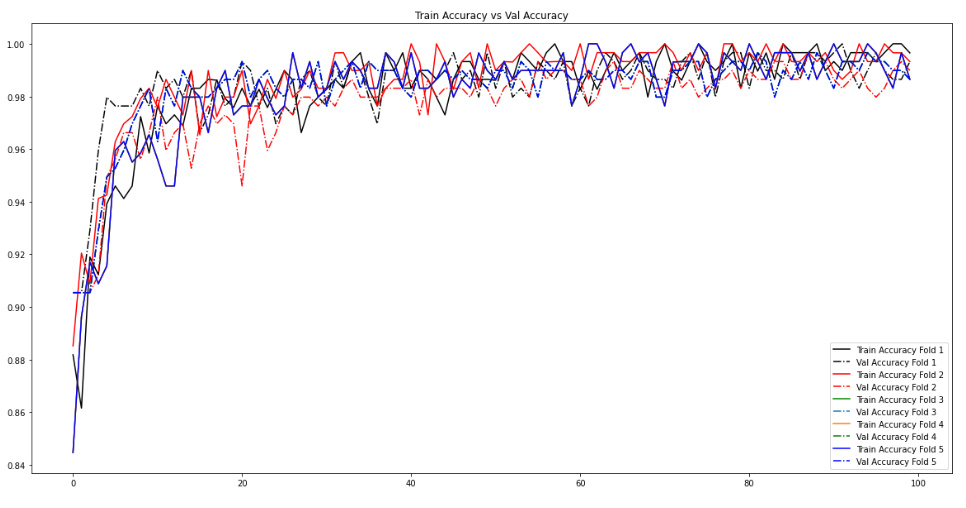 Train Accuracy vs Val Accuracy
1.00
0.98
0.96
0.94
0.92
0.90
0.88
0.86
0.84
0
20
40
60
80
100
Train Accuracy Fold 1
Val Accuracy Fold 1
Train Accuracy Fold 2
Val Accuracy Fold 2
Train Accuracy Fold 3
Val Accuracy Fold 3
Train Accuracy Fold 4
Val Accuracy Fold 4
Train Accuracy Fold 5
Val Accuracy Fold 5